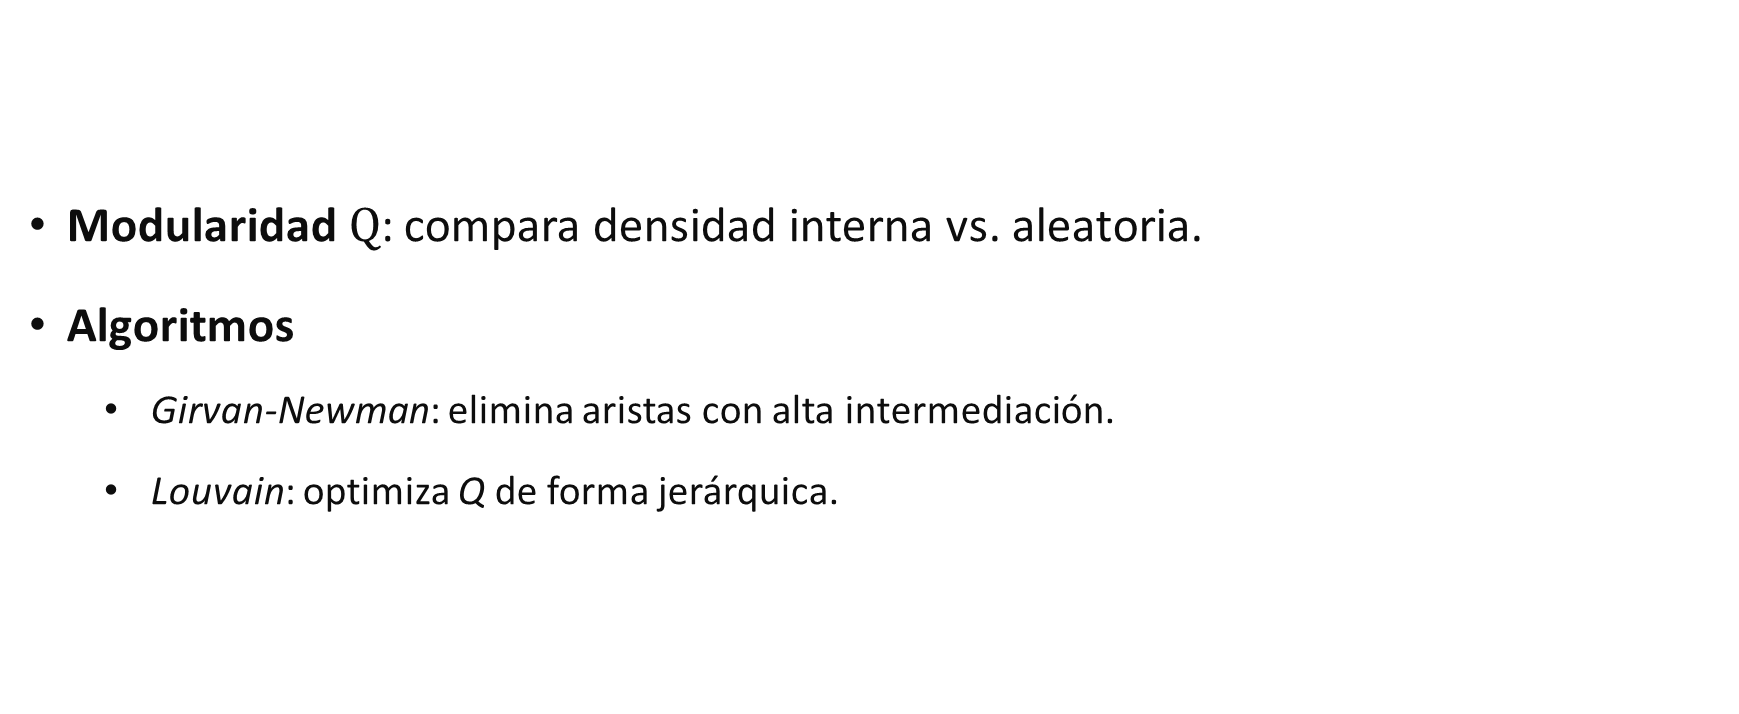 • Modularidad Q: compara densidad interna vs. aleatoria.
• Algoritmos
• Girvan-Newman: elimina aristas con alta intermediación.
• Louvain: optimiza Q de forma jerárquica.